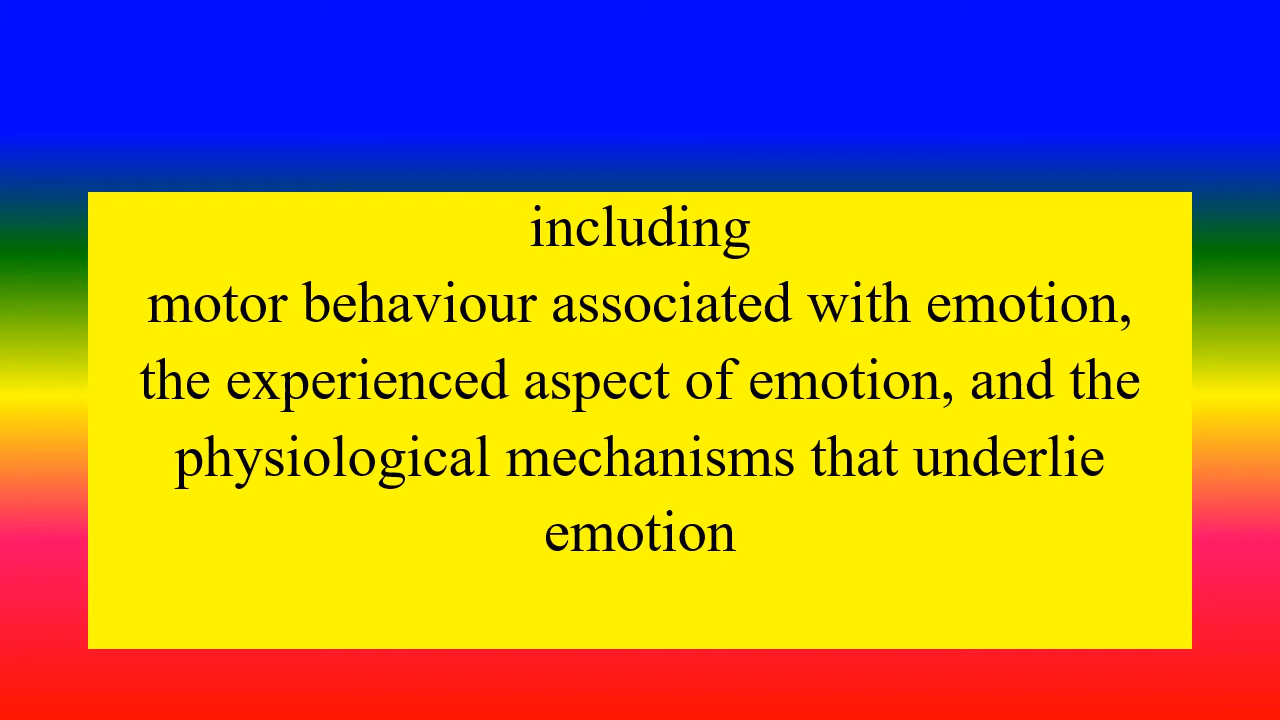 including
motor behaviour associated with emotion,
the experienced aspect of emotion, and the
physiological mechanisms that underlie
emotion